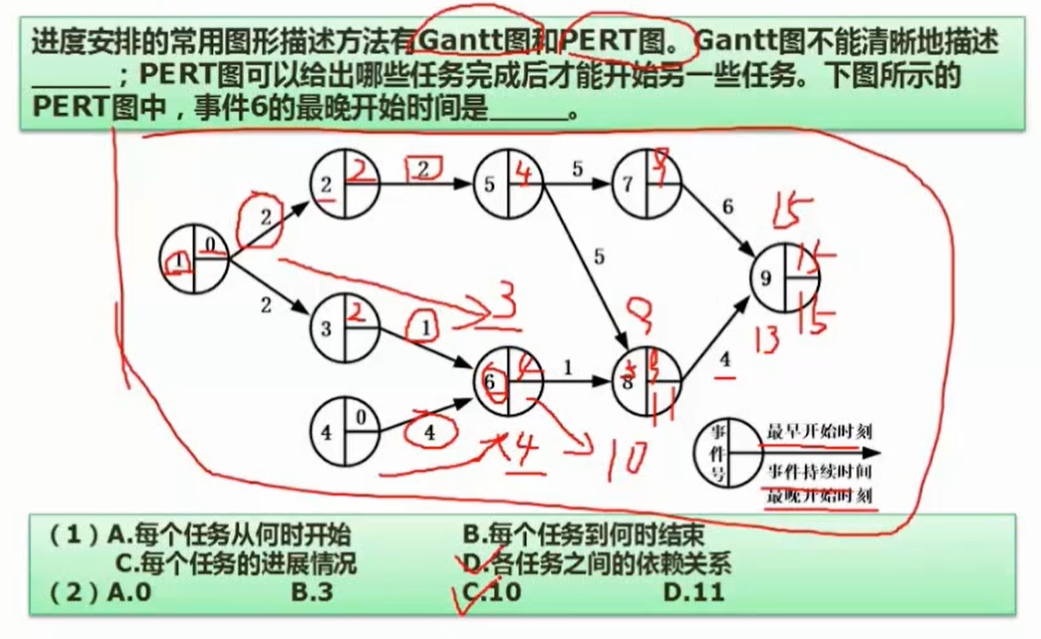 进度安排的常用图形描述方法有Gantt图和PERT图。Gantt图不能清晰地描述
______；PERT图可以给出哪些任务完成后才能开始另一些任务。下图所示的
PERT图中，事件6的最晚开始时间是______。
2 2 2 5 4 5 7 9
2 6 15
1 0 5 9 15
2 3 9 15
3 2 1 13
6 4 1 8 9 4
11
4 0 4 4 10
事件号 最早开始时刻
事件持续时间
最晚开始时刻
（1）A.每个任务从何时开始 B.每个任务到何时结束
C.每个任务的进展情况 D.各任务之间的依赖关系
（2）A.0 B.3 C.10 D.11